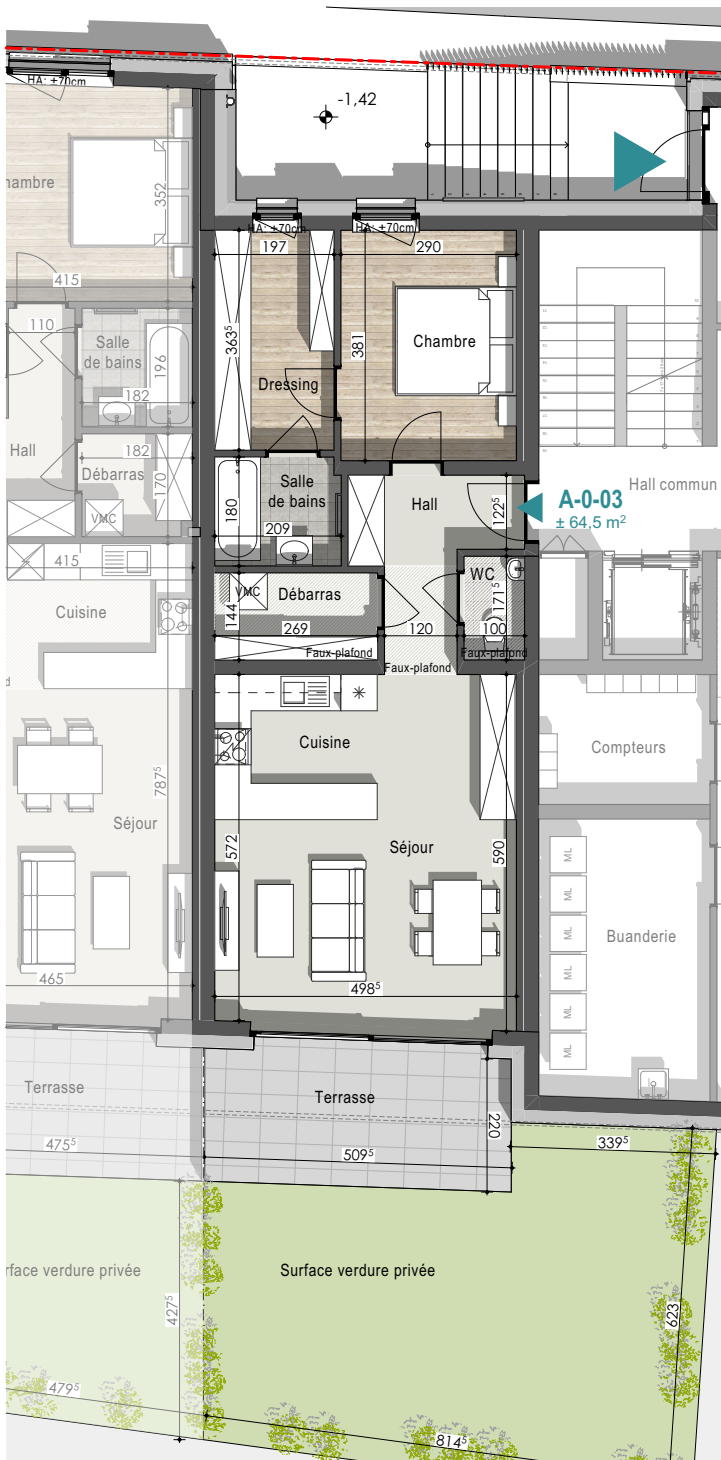 HA: ±70cm
-1,42
hambre
352
415
HA: ±70cm
HA: ±70cm
197
290
363⁵
381
Chambre
Dressing
110
Salle
de bains
196
182
Hall
182
Débarras
170
VMC
Salle
de bains
180
209
Hall
122⁵
A-0-03
± 64,5 m²
Hall commun
415
Cuisine
WC
171⁵
VMC
Débarras
144
269
120
100
Faux-plafond
Faux-plafond
Faux-plafond
Cuisine
Compteurs
787⁵
Séjour
572
Séjour
590
ML
ML
ML
ML
ML
ML
Buanderie
465
498⁵
Terrasse
Terrasse
220
475⁵
509⁵
339⁵
rface verdure privée
Surface verdure privée
427⁵
623
479⁵
814⁵